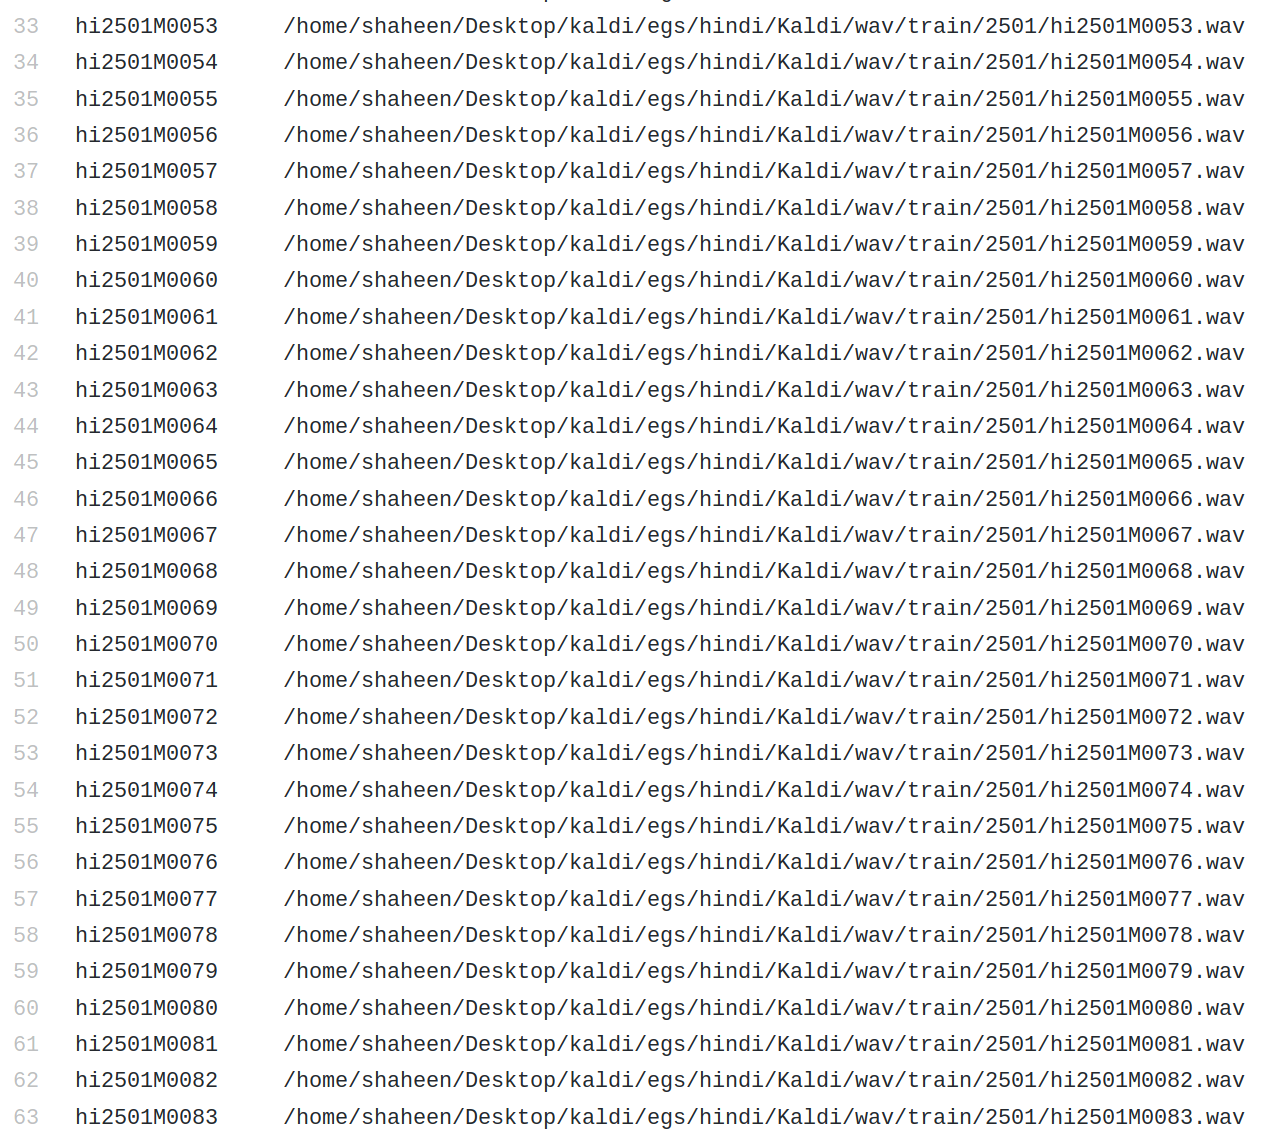 33 hi2501M0053 /home/shaheen/Desktop/kaldi/egs/hindi/Kaldi/wav/train/2501/hi2501M0053.wav
34 hi2501M0054 /home/shaheen/Desktop/kaldi/egs/hindi/Kaldi/wav/train/2501/hi2501M0054.wav
35 hi2501M0055 /home/shaheen/Desktop/kaldi/egs/hindi/Kaldi/wav/train/2501/hi2501M0055.wav
36 hi2501M0056 /home/shaheen/Desktop/kaldi/egs/hindi/Kaldi/wav/train/2501/hi2501M0056.wav
37 hi2501M0057 /home/shaheen/Desktop/kaldi/egs/hindi/Kaldi/wav/train/2501/hi2501M0057.wav
38 hi2501M0058 /home/shaheen/Desktop/kaldi/egs/hindi/Kaldi/wav/train/2501/hi2501M0058.wav
39 hi2501M0059 /home/shaheen/Desktop/kaldi/egs/hindi/Kaldi/wav/train/2501/hi2501M0059.wav
40 hi2501M0060 /home/shaheen/Desktop/kaldi/egs/hindi/Kaldi/wav/train/2501/hi2501M0060.wav
41 hi2501M0061 /home/shaheen/Desktop/kaldi/egs/hindi/Kaldi/wav/train/2501/hi2501M0061.wav
42 hi2501M0062 /home/shaheen/Desktop/kaldi/egs/hindi/Kaldi/wav/train/2501/hi2501M0062.wav
43 hi2501M0063 /home/shaheen/Desktop/kaldi/egs/hindi/Kaldi/wav/train/2501/hi2501M0063.wav
44 hi2501M0064 /home/shaheen/Desktop/kaldi/egs/hindi/Kaldi/wav/train/2501/hi2501M0064.wav
45 hi2501M0065 /home/shaheen/Desktop/kaldi/egs/hindi/Kaldi/wav/train/2501/hi2501M0065.wav
46 hi2501M0066 /home/shaheen/Desktop/kaldi/egs/hindi/Kaldi/wav/train/2501/hi2501M0066.wav
47 hi2501M0067 /home/shaheen/Desktop/kaldi/egs/hindi/Kaldi/wav/train/2501/hi2501M0067.wav
48 hi2501M0068 /home/shaheen/Desktop/kaldi/egs/hindi/Kaldi/wav/train/2501/hi2501M0068.wav
49 hi2501M0069 /home/shaheen/Desktop/kaldi/egs/hindi/Kaldi/wav/train/2501/hi2501M0069.wav
50 hi2501M0070 /home/shaheen/Desktop/kaldi/egs/hindi/Kaldi/wav/train/2501/hi2501M0070.wav
51 hi2501M0071 /home/shaheen/Desktop/kaldi/egs/hindi/Kaldi/wav/train/2501/hi2501M0071.wav
52 hi2501M0072 /home/shaheen/Desktop/kaldi/egs/hindi/Kaldi/wav/train/2501/hi2501M0072.wav
53 hi2501M0073 /home/shaheen/Desktop/kaldi/egs/hindi/Kaldi/wav/train/2501/hi2501M0073.wav
54 hi2501M0074 /home/shaheen/Desktop/kaldi/egs/hindi/Kaldi/wav/train/2501/hi2501M0074.wav
55 hi2501M0075 /home/shaheen/Desktop/kaldi/egs/hindi/Kaldi/wav/train/2501/hi2501M0075.wav
56 hi2501M0076 /home/shaheen/Desktop/kaldi/egs/hindi/Kaldi/wav/train/2501/hi2501M0076.wav
57 hi2501M0077 /home/shaheen/Desktop/kaldi/egs/hindi/Kaldi/wav/train/2501/hi2501M0077.wav
58 hi2501M0078 /home/shaheen/Desktop/kaldi/egs/hindi/Kaldi/wav/train/2501/hi2501M0078.wav
59 hi2501M0079 /home/shaheen/Desktop/kaldi/egs/hindi/Kaldi/wav/train/2501/hi2501M0079.wav
60 hi2501M0080 /home/shaheen/Desktop/kaldi/egs/hindi/Kaldi/wav/train/2501/hi2501M0080.wav
61 hi2501M0081 /home/shaheen/Desktop/kaldi/egs/hindi/Kaldi/wav/train/2501/hi2501M0081.wav
62 hi2501M0082 /home/shaheen/Desktop/kaldi/egs/hindi/Kaldi/wav/train/2501/hi2501M0082.wav
63 hi2501M0083 /home/shaheen/Desktop/kaldi/egs/hindi/Kaldi/wav/train/2501/hi2501M0083.wav